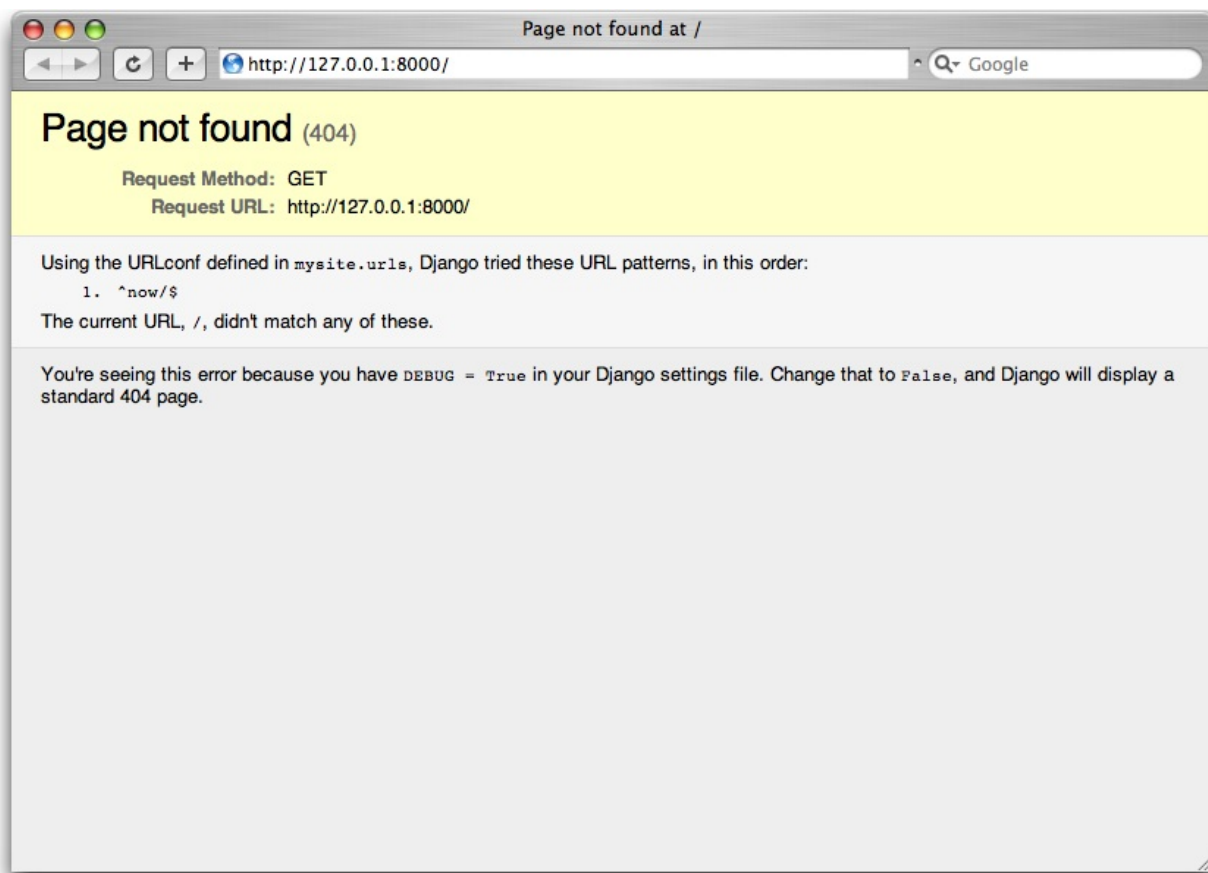 Page not found at /
http://127.0.0.1:8000/
Google
Page not found (404)
Request Method: GET
Request URL: http://127.0.0.1:8000/
Using the URLconf defined in mysite.urls, Django tried these URL patterns, in this order:
1. ^now/$
The current URL, /, didn't match any of these.
You're seeing this error because you have DEBUG = True in your Django settings file. Change that to False, and Django will display a
standard 404 page.